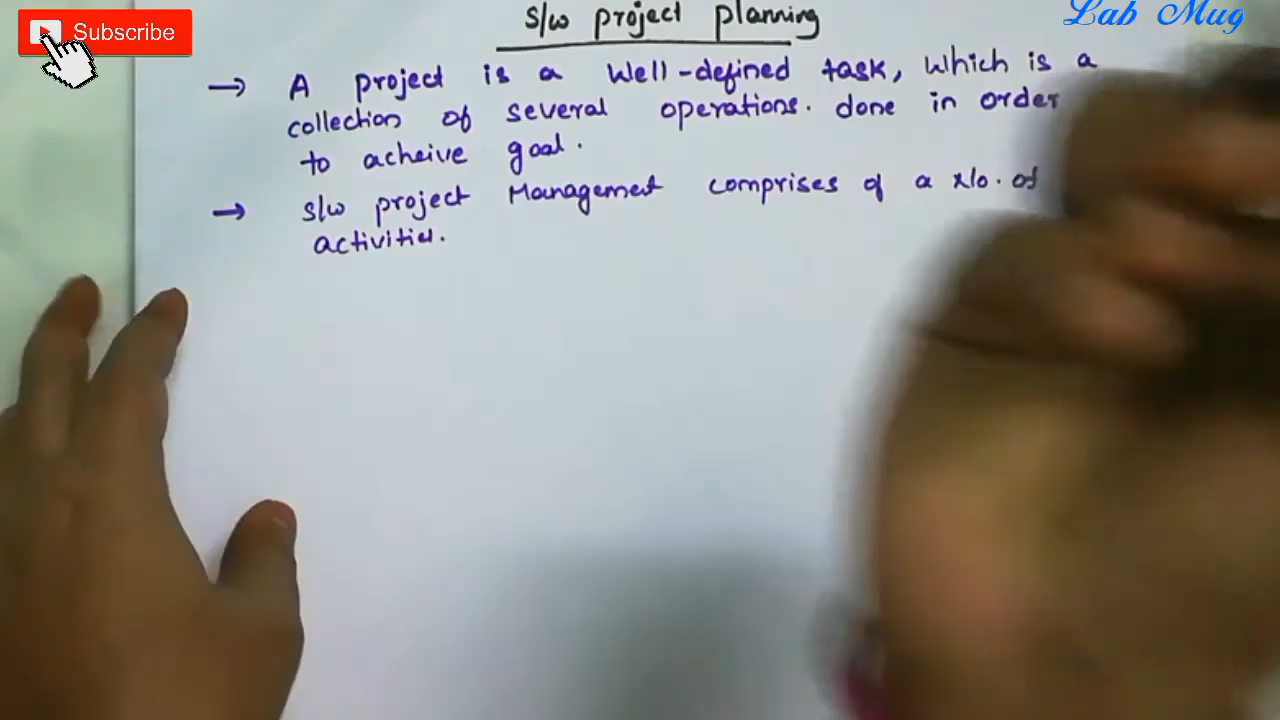 Subscribe
Lab Mug
s/w project planning
→ A project is a well-defined task, which is a
collection of several operations. done in order
to acheive goal.
→ s/w project Management comprises of a No. of
activities.